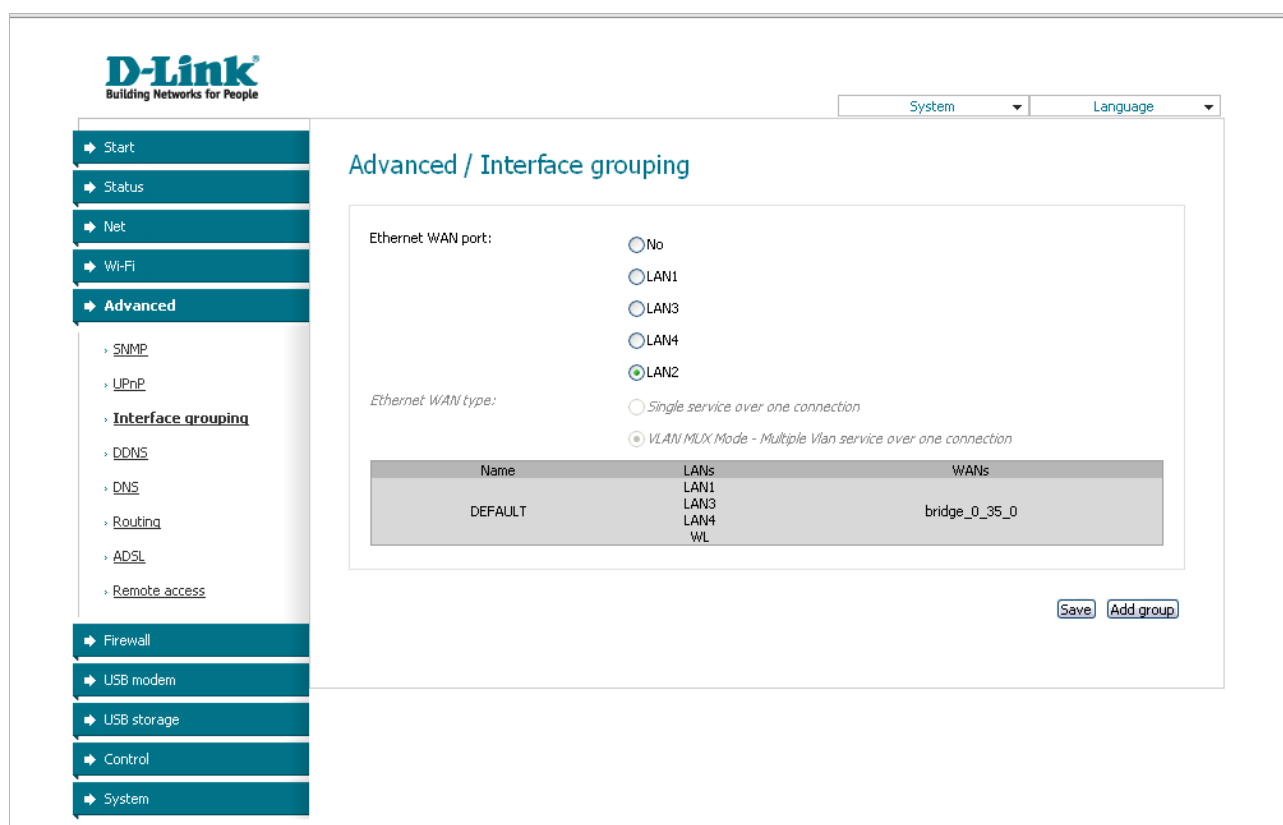 D-Link
Building Networks for People
System Language
Start
Status
Net
Wi-Fi
Advanced
SNMP
UPnP
Interface grouping
DDNS
DNS
Routing
ADSL
Remote access
Firewall
USB modem
USB storage
Control
System
Advanced / Interface grouping
Ethernet WAN port:
No
LAN1
LAN3
LAN4
LAN2
Ethernet WAN type:
Single service over one connection
VLAN MUX Mode - Multiple Vlan service over one connection
Name LANs WANs
LAN1
LAN3
DEFAULT bridge_0_35_0
LAN4
WL
Save Add group